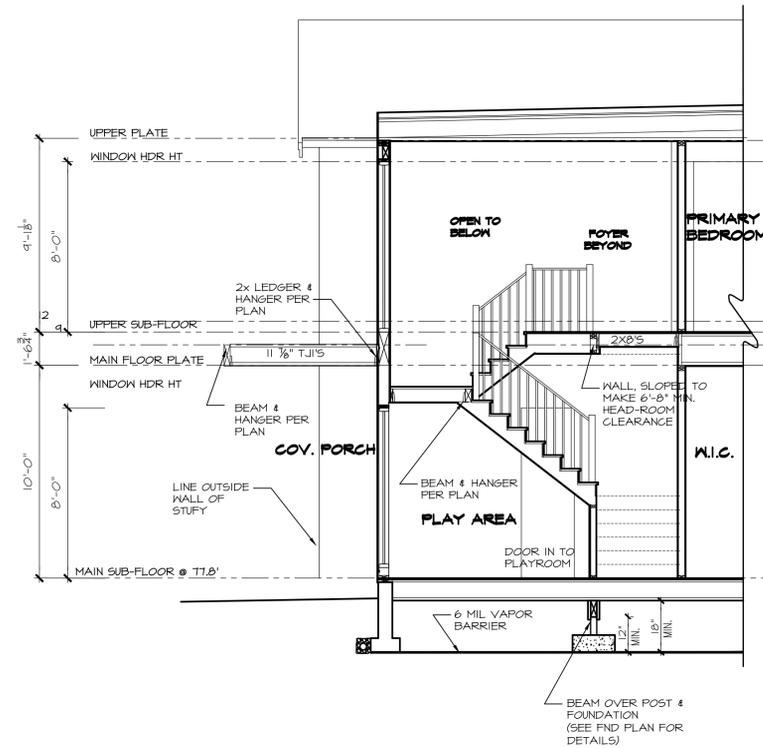 UPPER PLATE
WINDOW HDR HT
9'-1⅛"
8'-0"
OPEN TO
BELOW
FOYER
BEYOND
PRIMARY
BEDROOM
2x LEDGER &
HANGER PER
PLAN
12
9
UPPER SUB-FLOOR
1'-6¾"
11 ⅞" TJI'S
2X8'S
MAIN FLOOR PLATE
WINDOW HDR HT
BEAM &
HANGER PER
PLAN
WALL, SLOPED TO
MAKE 6'-8" MIN.
HEAD-ROOM
CLEARANCE
COV. PORCH
W.I.C.
10'-0"
8'-0"
LINE OUTSIDE
WALL OF
STUFY
BEAM & HANGER
PER PLAN
PLAY AREA
DOOR IN TO
PLAYROOM
MAIN SUB-FLOOR @ 77.8'
6 MIL VAPOR
BARRIER
12"
MIN.
18"
MIN.
BEAM OVER POST &
FOUNDATION
(SEE FND PLAN FOR
DETAILS)